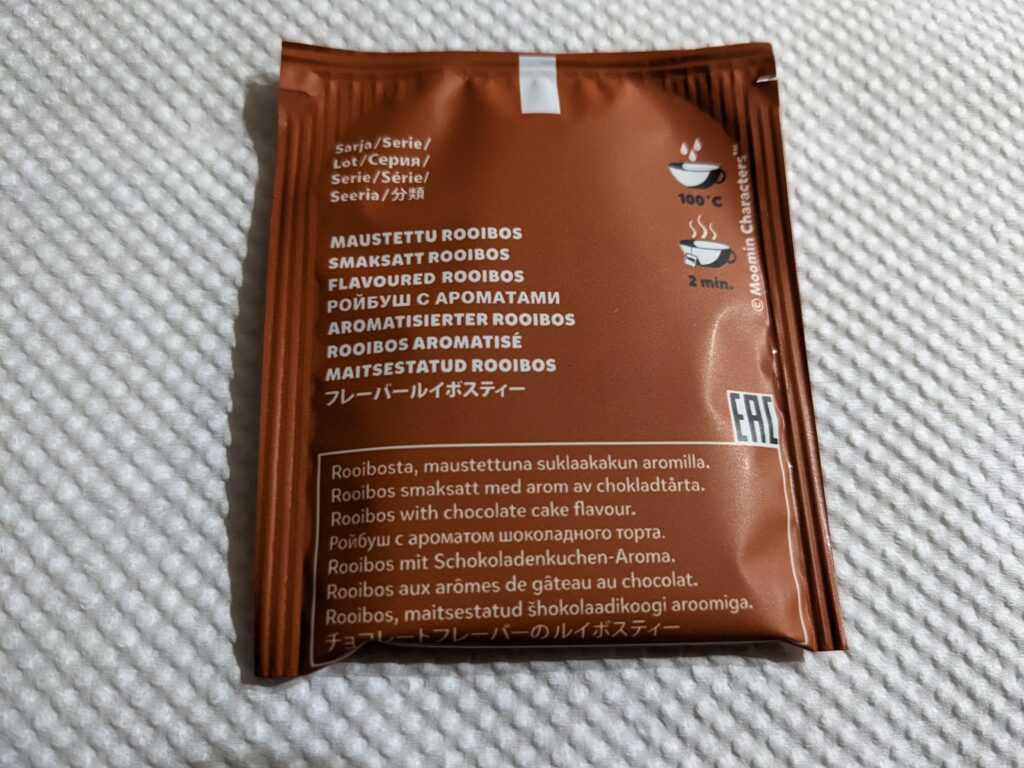 Sarja/Serie/
Lot/Серия/
Serie/Série/
Seeria/分類
100°C
2 min.
© Moomin Characters™
MAUSTETTU ROOIBOS
SMAKSATT ROOIBOS
FLAVOURED ROOIBOS
РОЙБУШ С АРОМАТАМИ
AROMATISIERTER ROOIBOS
ROOIBOS AROMATISÉ
MAITSESTATUD ROOIBOS
フレーバールイボスティー
EAC
Rooibosta, maustettuna suklaakakun aromilla.
Rooibos smaksatt med arom av chokladtårta.
Rooibos with chocolate cake flavour.
Ройбуш с ароматом шоколадного торта.
Rooibos mit Schokoladenkuchen-Aroma.
Rooibos aux arômes de gâteau au chocolat.
Rooibos, maitsestatud šhokolaadikoogi aroomiga.
チョコレートフレーバーのルイボスティー